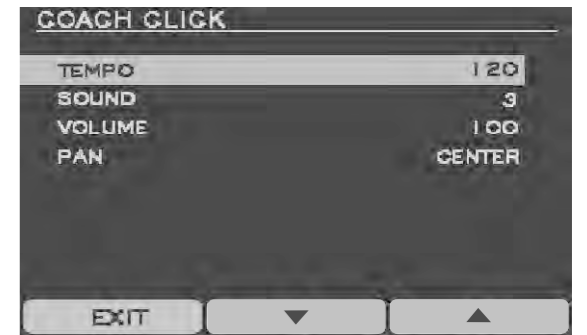 COACH CLICK
TEMPO 120
SOUND 3
VOLUME 100
PAN CENTER
EXIT ▼ ▲